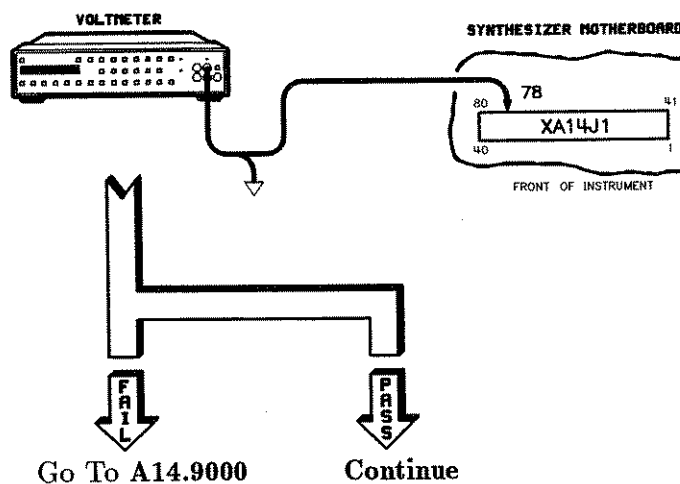 VOLTMETER
SYNTHESIZER MOTHERBOARD
80
78
41
XA14J1
40
1
FRONT OF INSTRUMENT
FAIL
PASS
Go To A14.9000
Continue